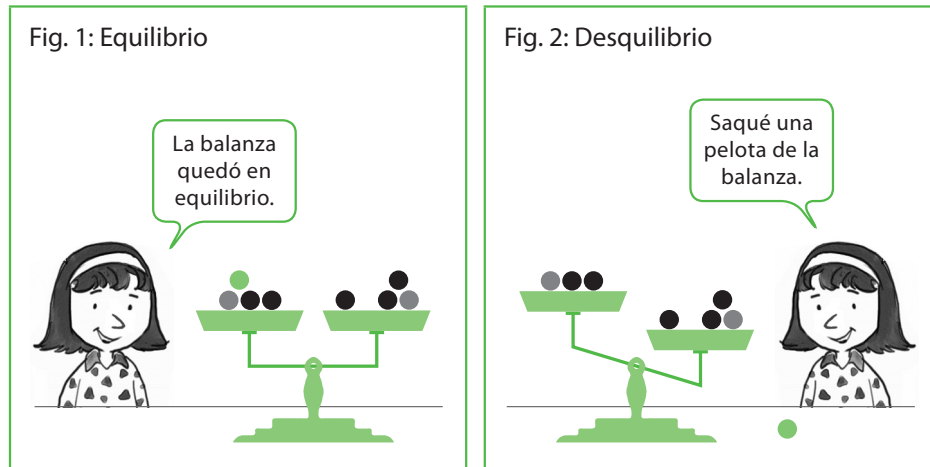 Fig. 1: Equilibrio
La balanza
quedó en
equilibrio.
Fig. 2: Desquilibrio
Saqué una
pelota de la
balanza.